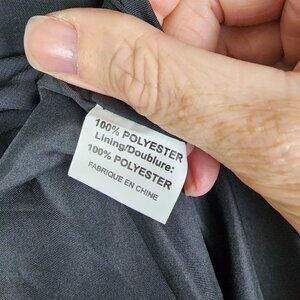 100% POLYESTER
Lining/Doublure:
100% POLYESTER
FABRIQUE EN CHINE